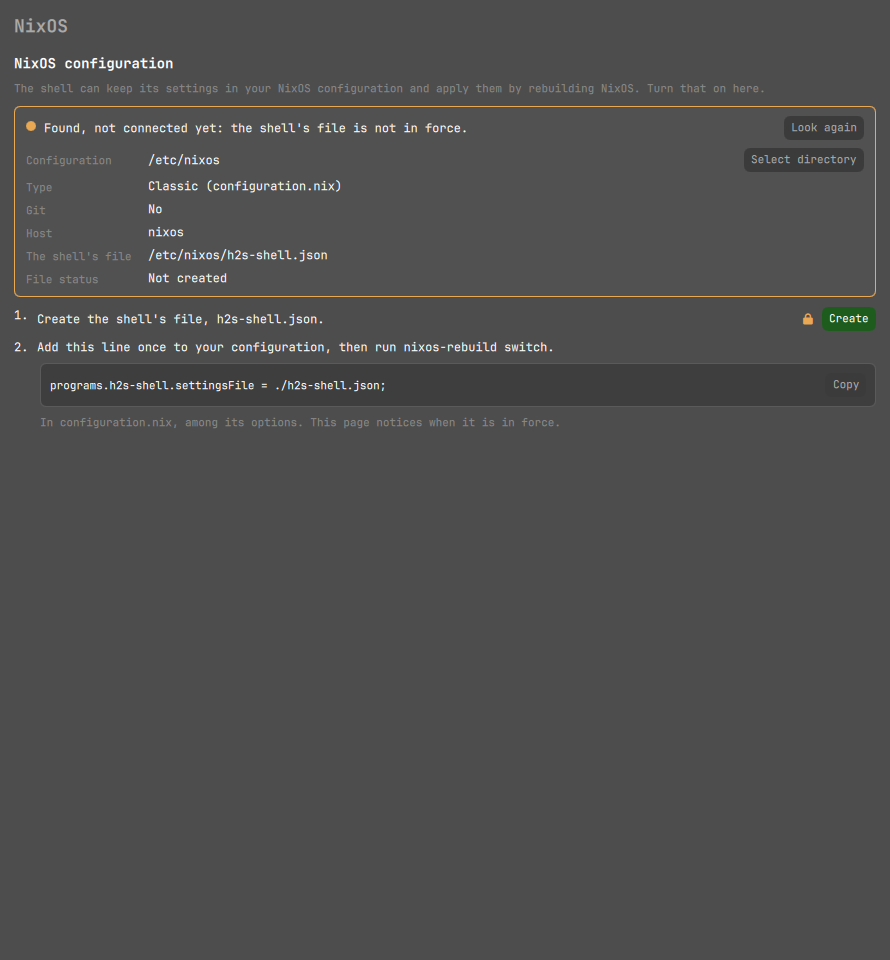 NixOS
NixOS configuration
The shell can keep its settings in your NixOS configuration and apply them by rebuilding NixOS. Turn that on here.
Found, not connected yet: the shell's file is not in force.
Look again
Configuration /etc/nixos
Select directory
Type Classic (configuration.nix)
Git No
Host nixos
The shell's file /etc/nixos/h2s-shell.json
File status Not created
1. Create the shell's file, h2s-shell.json.
Create
2. Add this line once to your configuration, then run nixos-rebuild switch.
programs.h2s-shell.settingsFile = ./h2s-shell.json;
Copy
In configuration.nix, among its options. This page notices when it is in force.